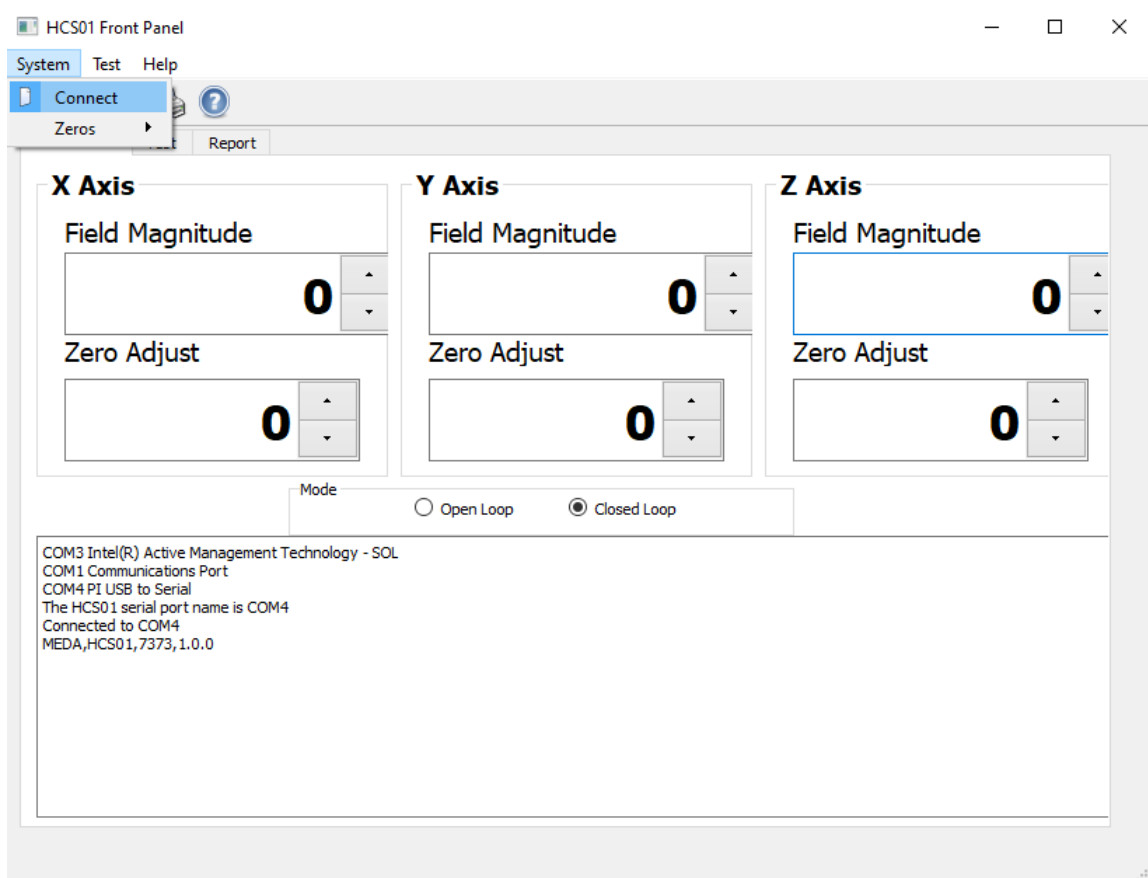 HCS01 Front Panel
System Test Help
Connect
Zeros
Report
X Axis Y Axis Z Axis
Field Magnitude Field Magnitude Field Magnitude
0 0 0
Zero Adjust Zero Adjust Zero Adjust
0 0 0
Mode
Open Loop Closed Loop
COM3 Intel(R) Active Management Technology - SOL
COM1 Communications Port
COM4 PI USB to Serial
The HCS01 serial port name is COM4
Connected to COM4
MEDA,HCS01,7373,1.0.0